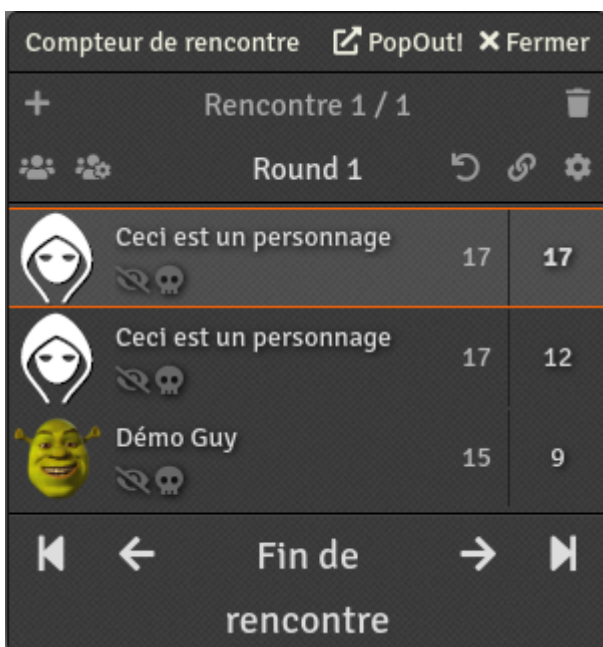 Compteur de rencontre PopOut! Fermer
Rencontre 1 / 1
Round 1
Ceci est un personnage 17 17
Ceci est un personnage 17 12
Démo Guy 15 9
Fin de
rencontre